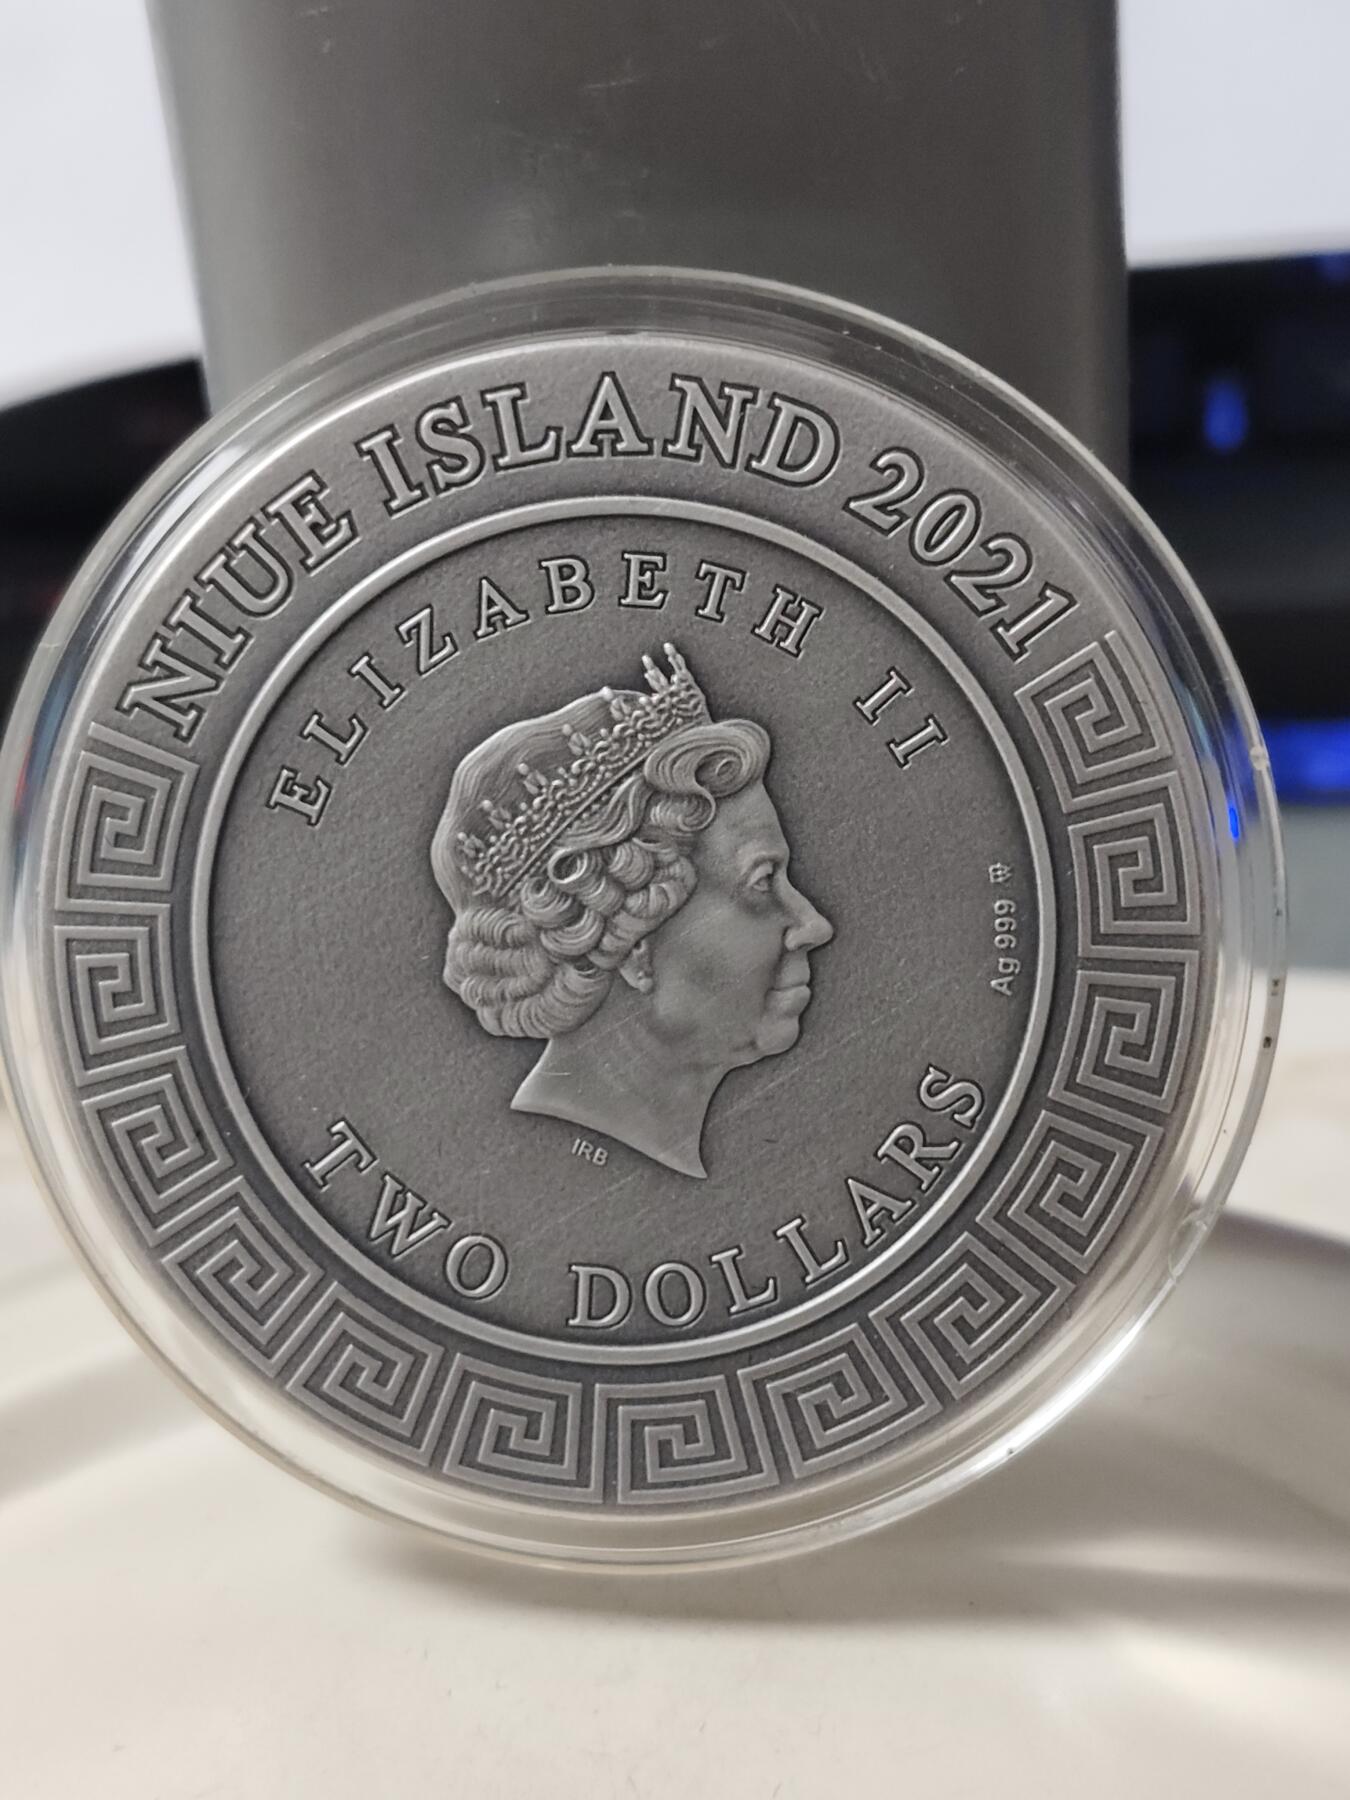 NIUE ISLAND 2021
ELIZABETH II
Ag 999
IRB
TWO DOLLARS